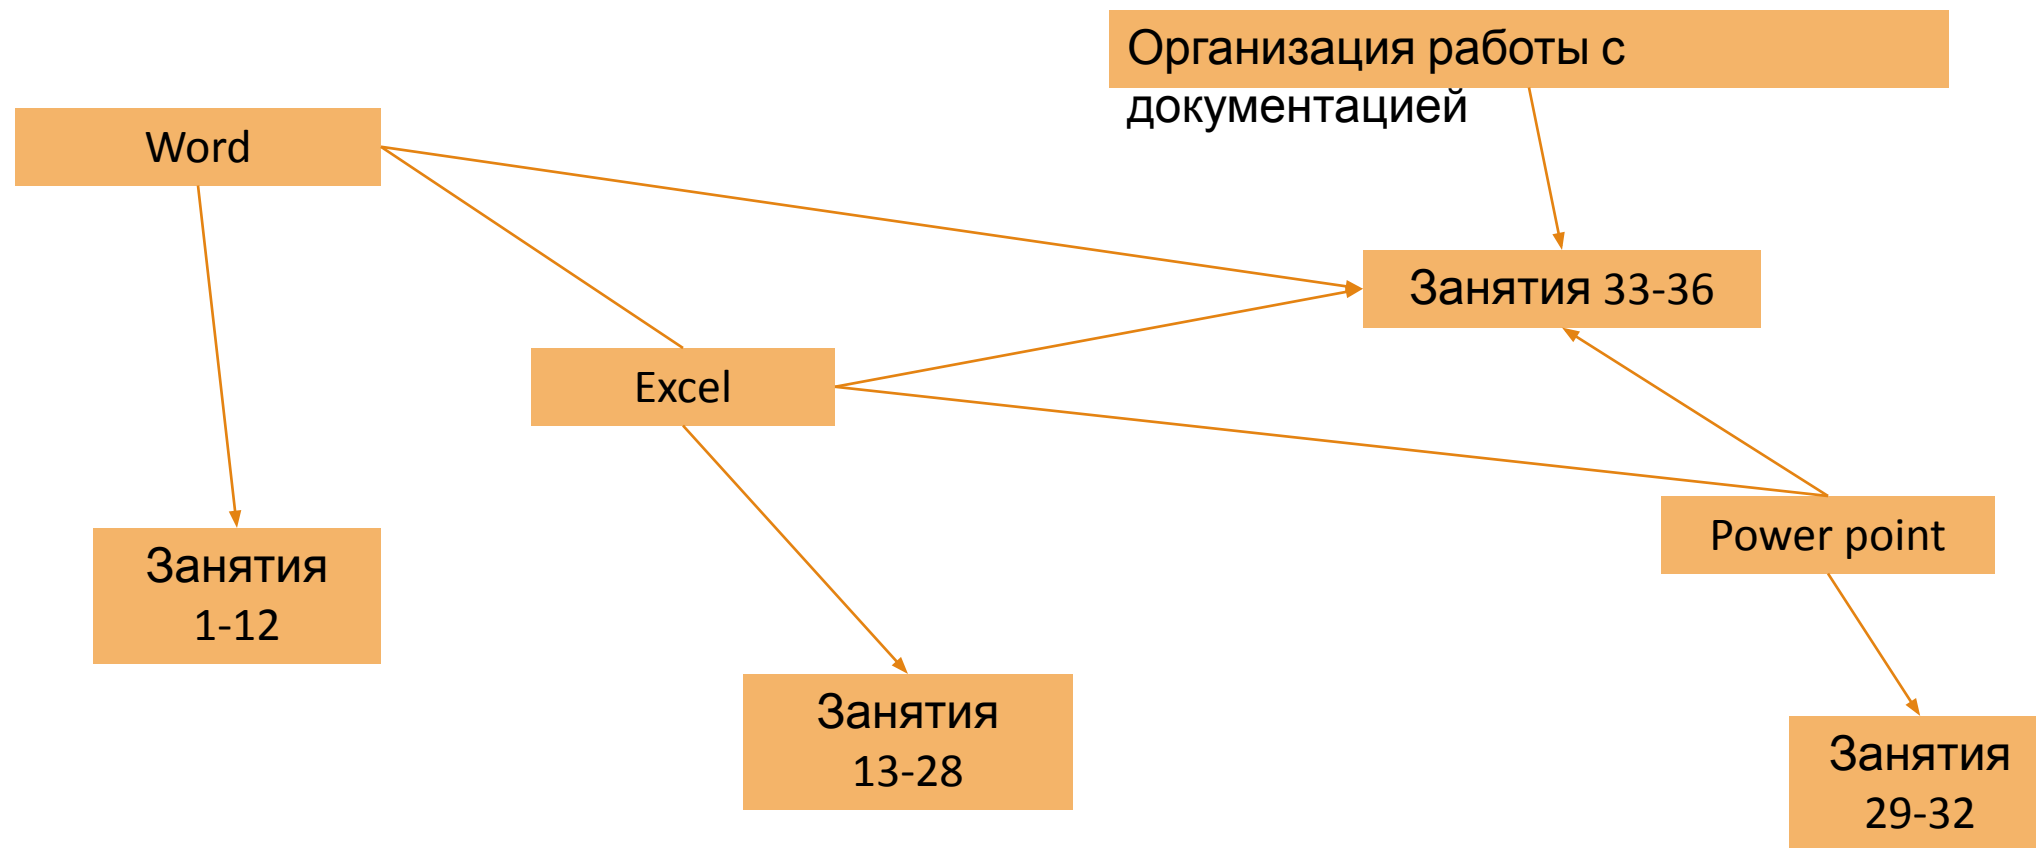 Организация работы с
документацией
Word
Занятия 33-36
Excel
Power point
Занятия
1-12
Занятия
13-28
Занятия
29-32